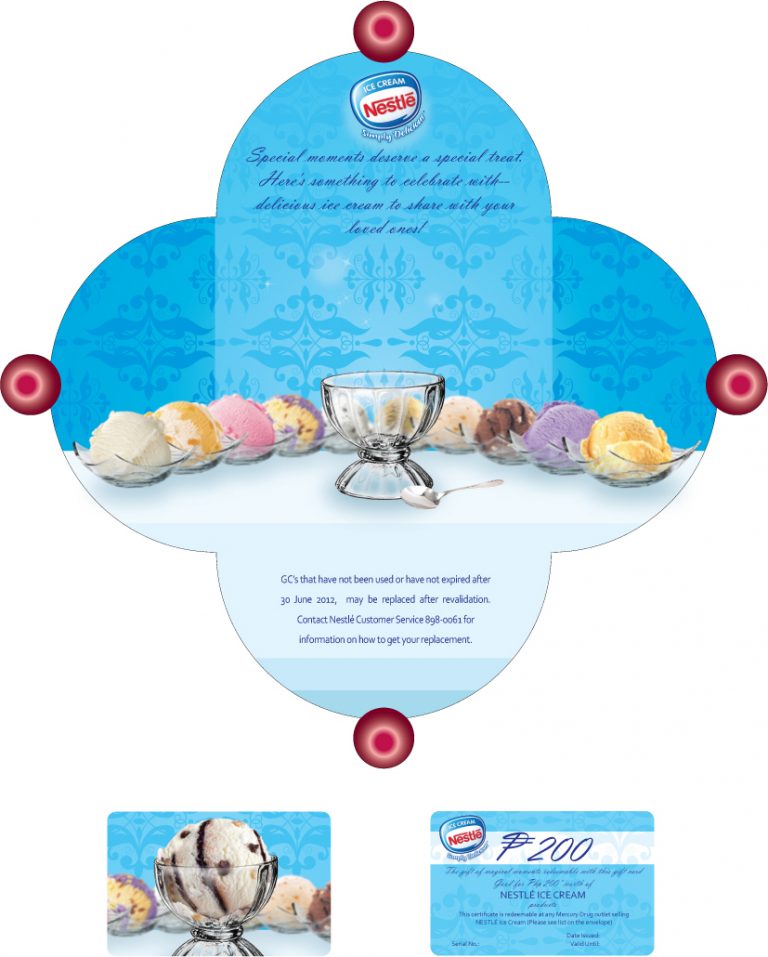 ICE CREAM
Nestlé
Simply Delicious
Special moments deserve a special treat.
Here's something to celebrate with—
delicious ice cream to share with your
loved ones!
GC's that have not been used or have not expired after
30 June 2012, may be replaced after revalidation.
Contact Nestlé Customer Service 898-0061 for
information on how to get your replacement.
ICE CREAM
Nestlé
Simply Delicious
₱200
The gift of magical moments redeemable with this gift card
Good for Php 200 worth of
NESTLÉ ICE CREAM
products
This certificate is redeemable at any Mercury Drug outlet selling
NESTLÉ Ice Cream (Please see list on the envelope)
Date Issued:
Serial No.: Valid Until: